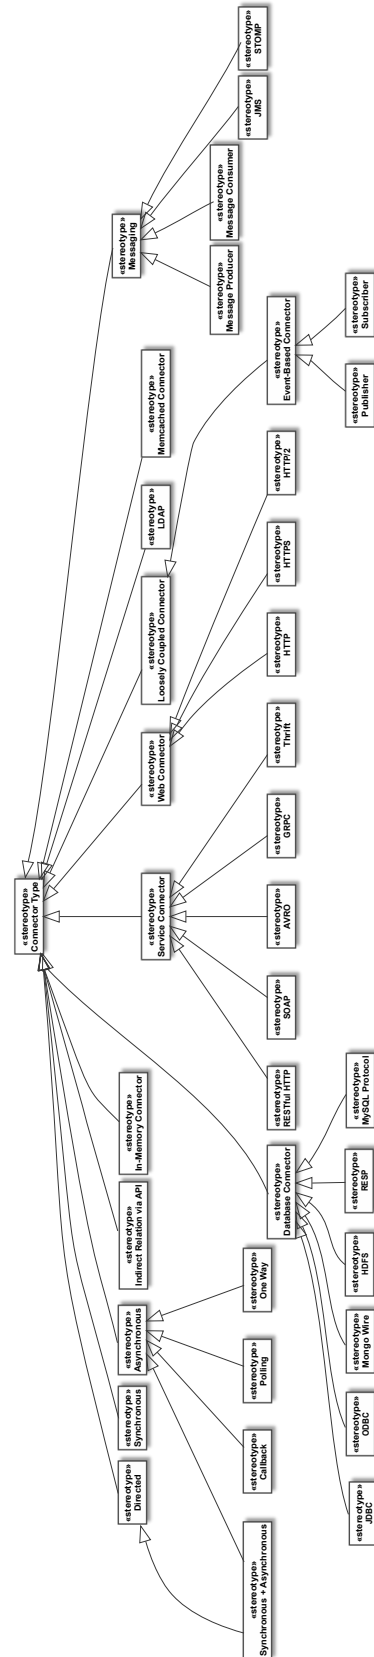 «stereotype»
STOMP
«stereotype»
JMS
«stereotype»
Message Consumer
«stereotype»
Messaging
«stereotype»
Message Producer
«stereotype»
Subscriber
«stereotype»
Event-Based Connector
«stereotype»
Publisher
«stereotype»
Memcached Connector
«stereotype»
HTTP/2
«stereotype»
LDAP
«stereotype»
HTTPS
«stereotype»
Loosely Coupled Connector
«stereotype»
HTTP
«stereotype»
Web Connector
«stereotype»
Thrift
«stereotype»
GRPC
«stereotype»
Connector Type
«stereotype»
Service Connector
«stereotype»
AVRO
«stereotype»
SOAP
«stereotype»
RESTful HTTP
«stereotype»
MySQL Protocol
«stereotype»
In-Memory Connector
«stereotype»
Database Connector
«stereotype»
RESP
«stereotype»
Indirect Relation via API
«stereotype»
HDFS
«stereotype»
One Way
«stereotype»
Asynchronous
«stereotype»
Mongo Wire
«stereotype»
Polling
«stereotype»
Synchronous
«stereotype»
ODBC
«stereotype»
Callback
«stereotype»
Directed
«stereotype»
JDBC
«stereotype»
Synchronous + Asynchronous